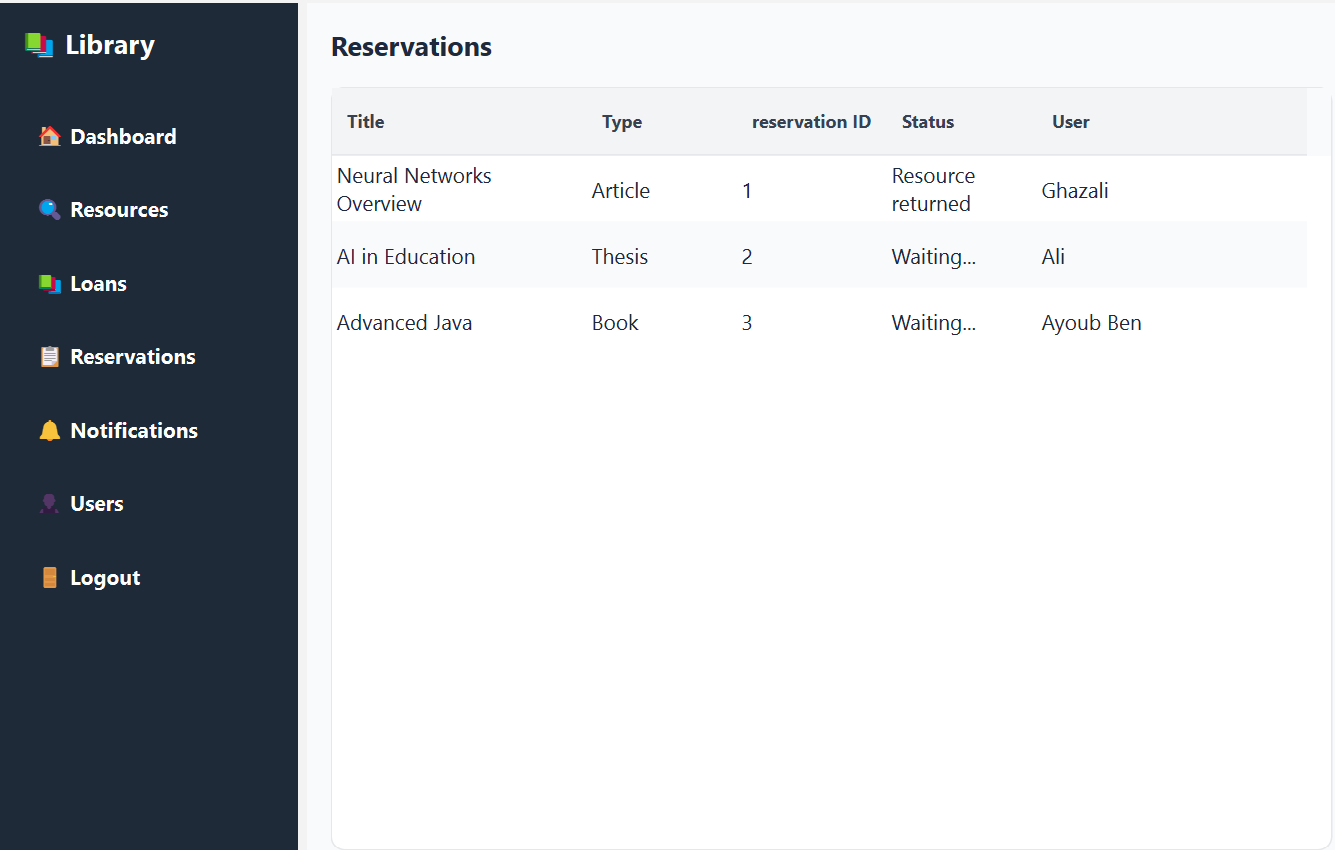 Library
Dashboard
Resources
Loans
Reservations
Notifications
Users
Logout
Reservations
Title Type reservation ID Status User
Neural Networks Overview Article 1 Resource returned Ghazali
AI in Education Thesis 2 Waiting... Ali
Advanced Java Book 3 Waiting... Ayoub Ben